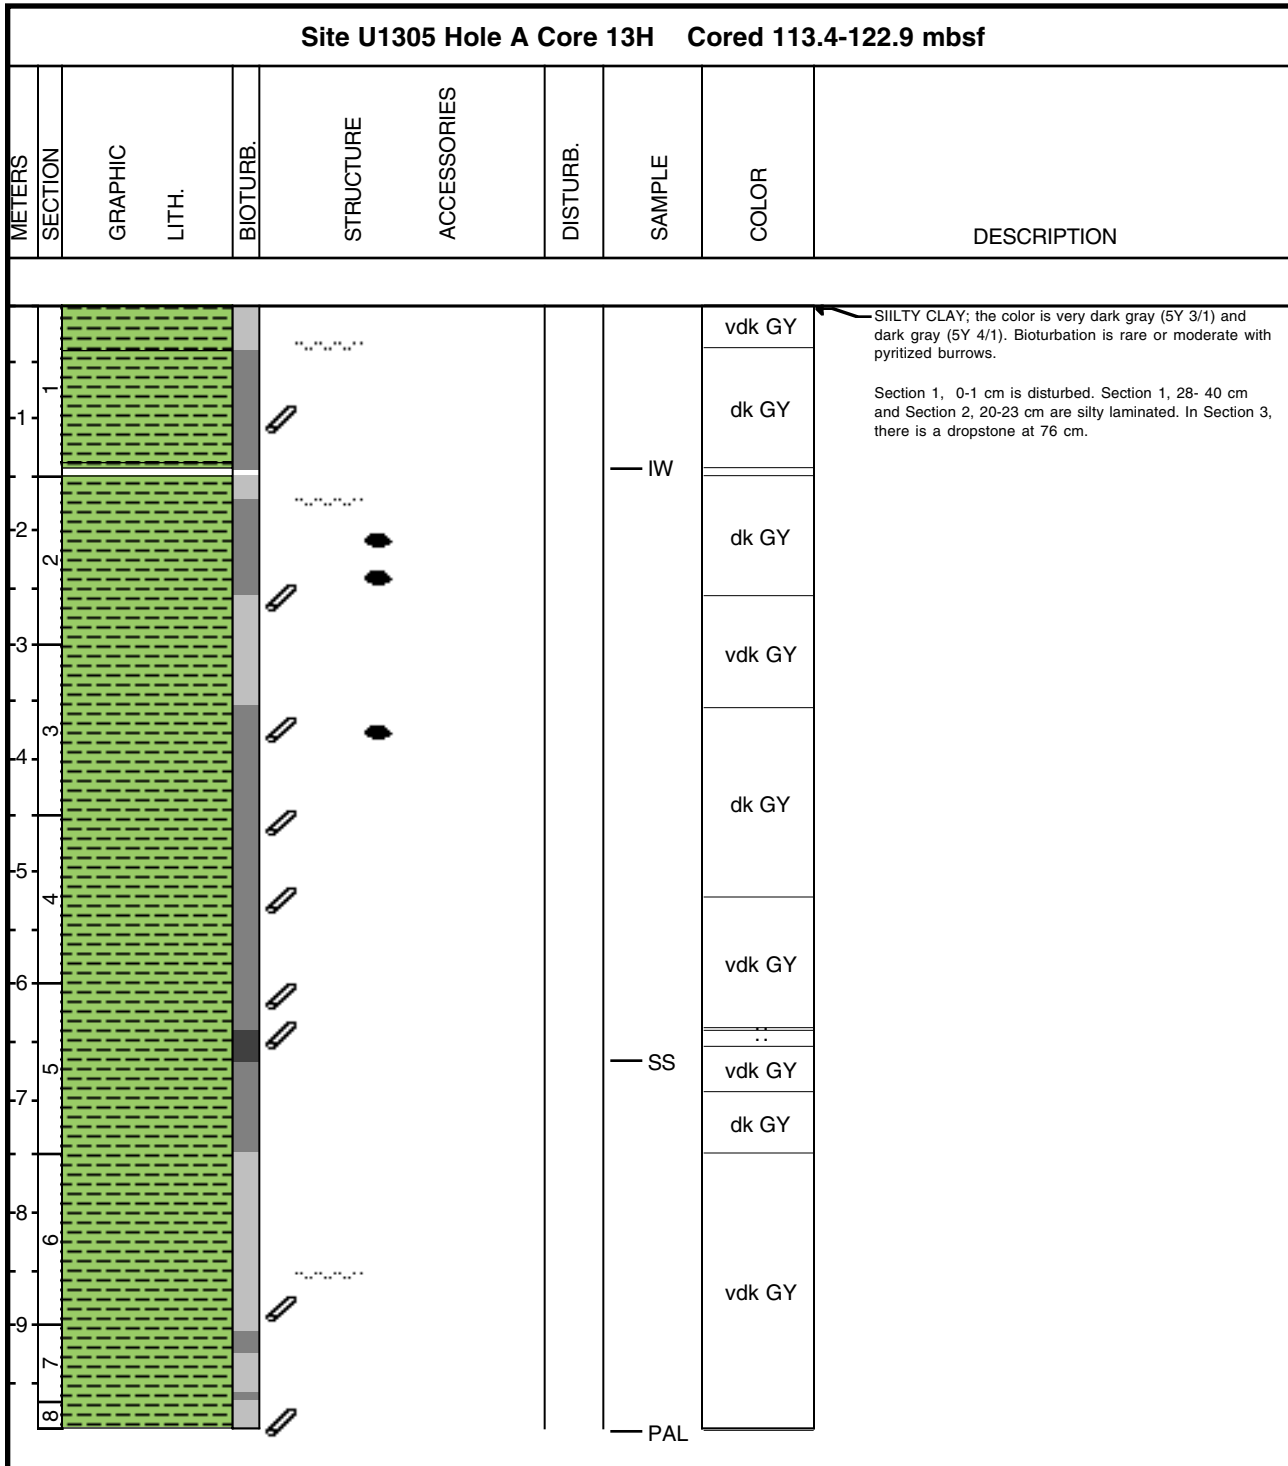 Site U1305 Hole A Core 13H    Cored 113.4-122.9 mbsf
METERS
SECTION
GRAPHIC
LITH.
BIOTURB.
STRUCTURE
ACCESSORIES
DISTURB.
SAMPLE
COLOR
DESCRIPTION
vdk GY
SIILTY CLAY; the color is very dark gray (5Y 3/1) and
dark gray (5Y 4/1). Bioturbation is rare or moderate with
pyritized burrows.
Section 1, 0-1 cm is disturbed. Section 1, 28- 40 cm
and Section 2, 20-23 cm are silty laminated. In Section 3,
there is a dropstone at 76 cm.
1
dk GY
1
IW
2
dk GY
2
3
vdk GY
3
4
dk GY
5
4
vdk GY
6
5
SS
vdk GY
7
dk GY
8
6
vdk GY
9
7
8
PAL